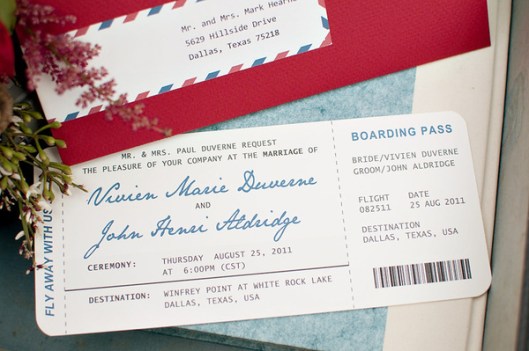 Mr. and Mrs. Mark Hearn
5629 Hillside Drive
Dallas, Texas 75218
FLY AWAY WITH US
MR. & MRS. PAUL DUVERNE REQUEST
THE PLEASURE OF YOUR COMPANY AT THE MARRIAGE OF
Vivien Marie Duverne
AND
John Henri Aldridge
CEREMONY: THURSDAY AUGUST 25, 2011
AT 6:00PM (CST)
DESTINATION: WINFREY POINT AT WHITE ROCK LAKE
DALLAS, TEXAS, USA
BOARDING PASS
BRIDE/VIVIEN DUVERNE
GROOM/JOHN ALDRIDGE
FLIGHT DATE
082511 25 AUG 2011
DESTINATION
DALLAS, TEXAS, USA